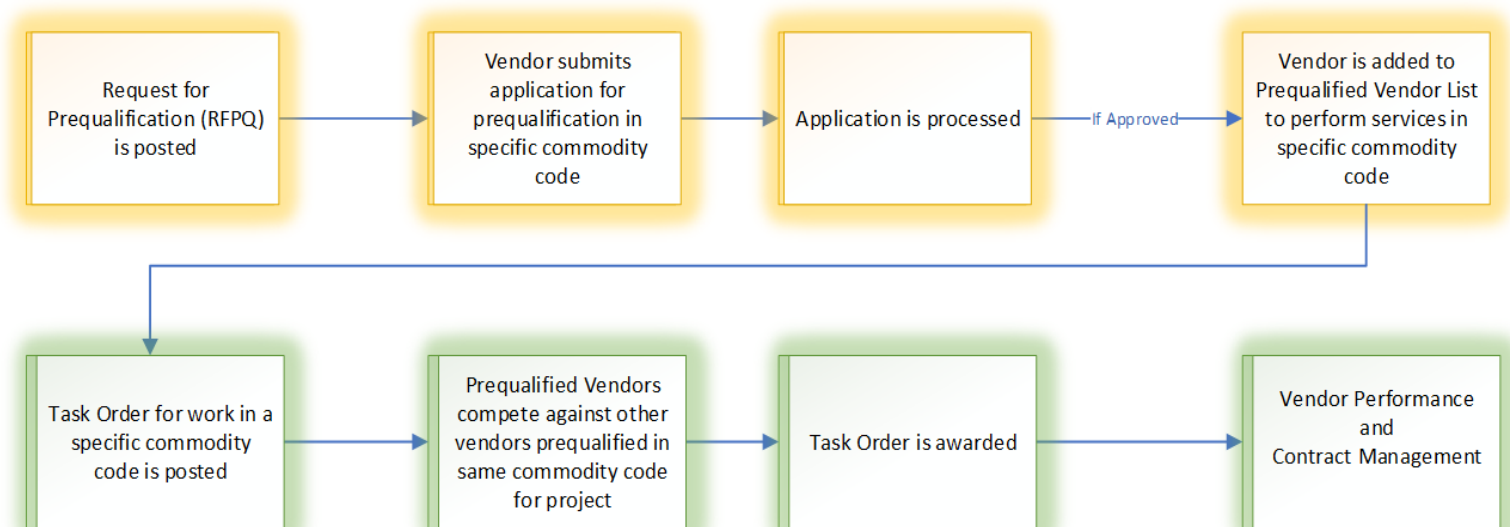 Request for
Prequalification (RFPQ)
is posted
Vendor submits
application for
prequalification in
specific commodity
code
Application is processed
If Approved
Vendor is added to
Prequalified Vendor List
to perform services in
specific commodity
code
Task Order for work in a
specific commodity
code is posted
Prequalified Vendors
compete against other
vendors prequalified in
same commodity code
for project
Task Order is awarded
Vendor Performance
and
Contract Management